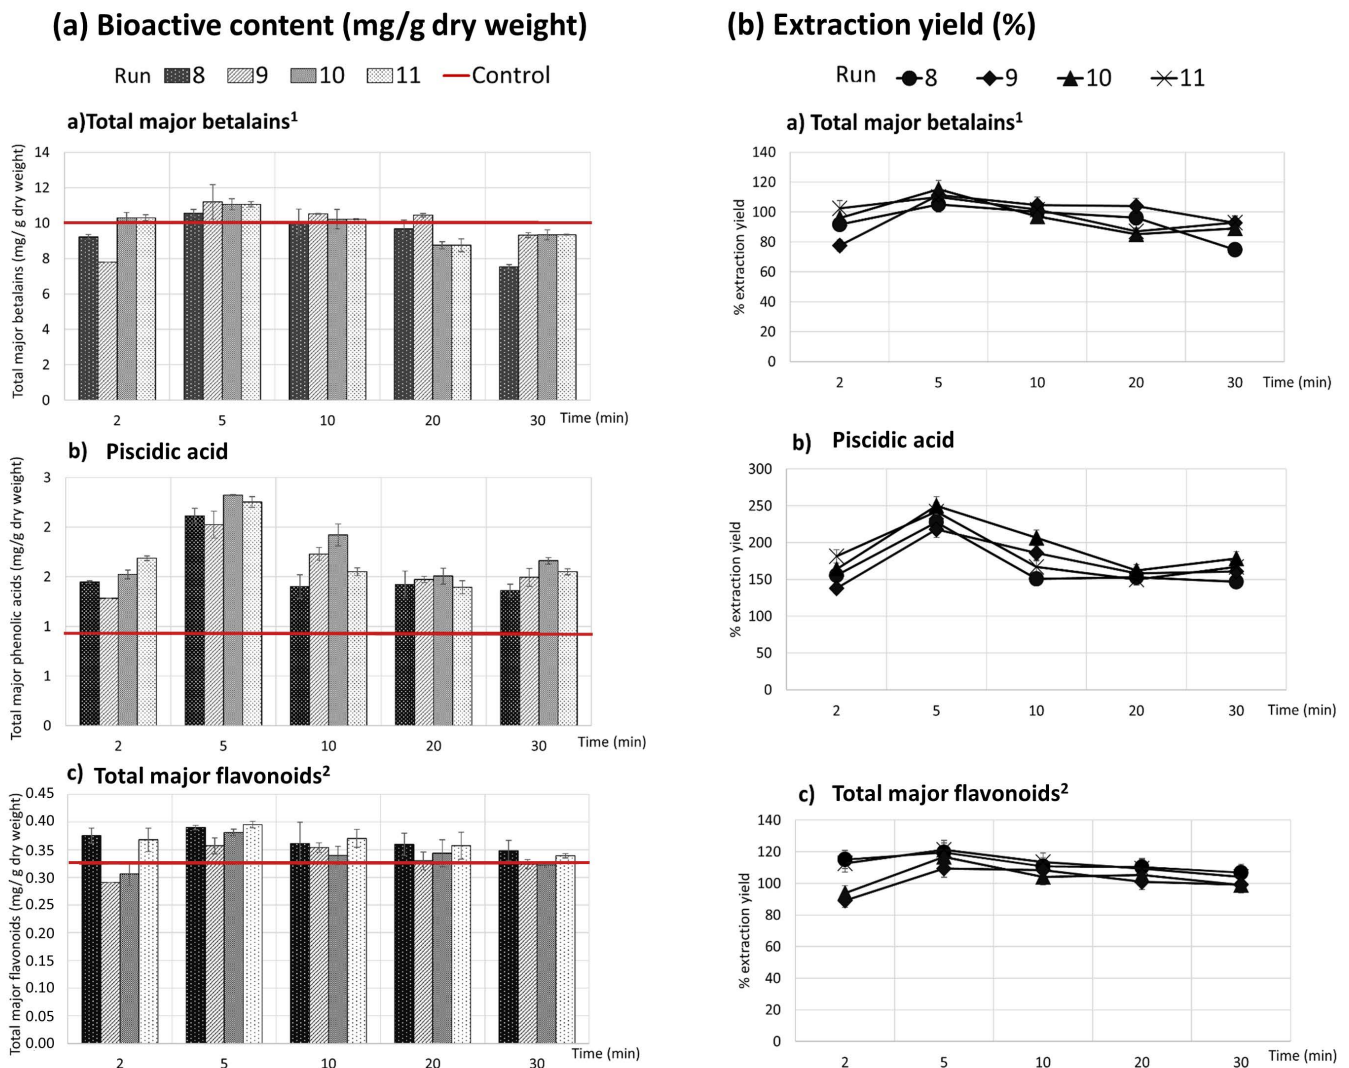 (a) Bioactive content (mg/g dry weight)
Run 8 9 10 11 Control
a)Total major betalains1
Total major betalains (mg/ g dry weight)
14
12
10
8
6
4
2
0
2 5 10 20 30 Time (min)
b) Piscidic acid
Total major phenolic acids (mg/g dry weight)
3
2
2
1
1
0
2 5 10 20 30 Time (min)
c) Total major flavonoids2
Total major flavonoids (mg/ g dry weight)
0.45
0.40
0.35
0.30
0.25
0.20
0.15
0.10
0.05
0.00
2 5 10 20 30 Time (min)
(b) Extraction yield (%)
Run 8 9 10 11
a) Total major betalains1
% extraction yield
140
120
100
80
60
40
20
0
2 5 10 20 30 Time (min)
b) Piscidic acid
% extraction yield
300
250
200
150
100
50
0
2 5 10 20 30 Time (min)
c) Total major flavonoids2
% extraction yield
140
120
100
80
60
40
20
0
2 5 10 20 30 Time (min)